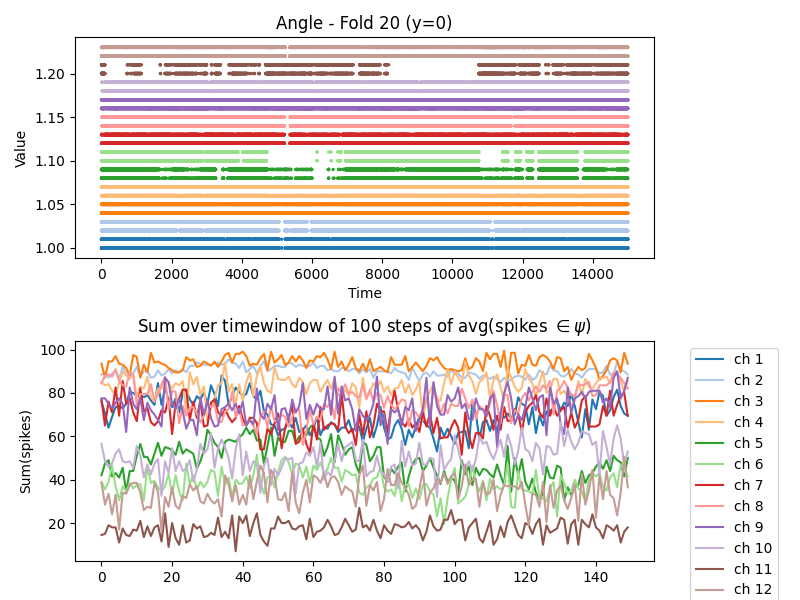 Angle - Fold 20 (y=0)
Value
1.20
1.15
1.10
1.05
1.00
0 2000 4000 6000 8000 10000 12000 14000
Time
Sum over timewindow of 100 steps of avg(spikes ∈ ψ)
Sum(spikes)
100
80
60
40
20
0 20 40 60 80 100 120 140
ch 1
ch 2
ch 3
ch 4
ch 5
ch 6
ch 7
ch 8
ch 9
ch 10
ch 11
ch 12